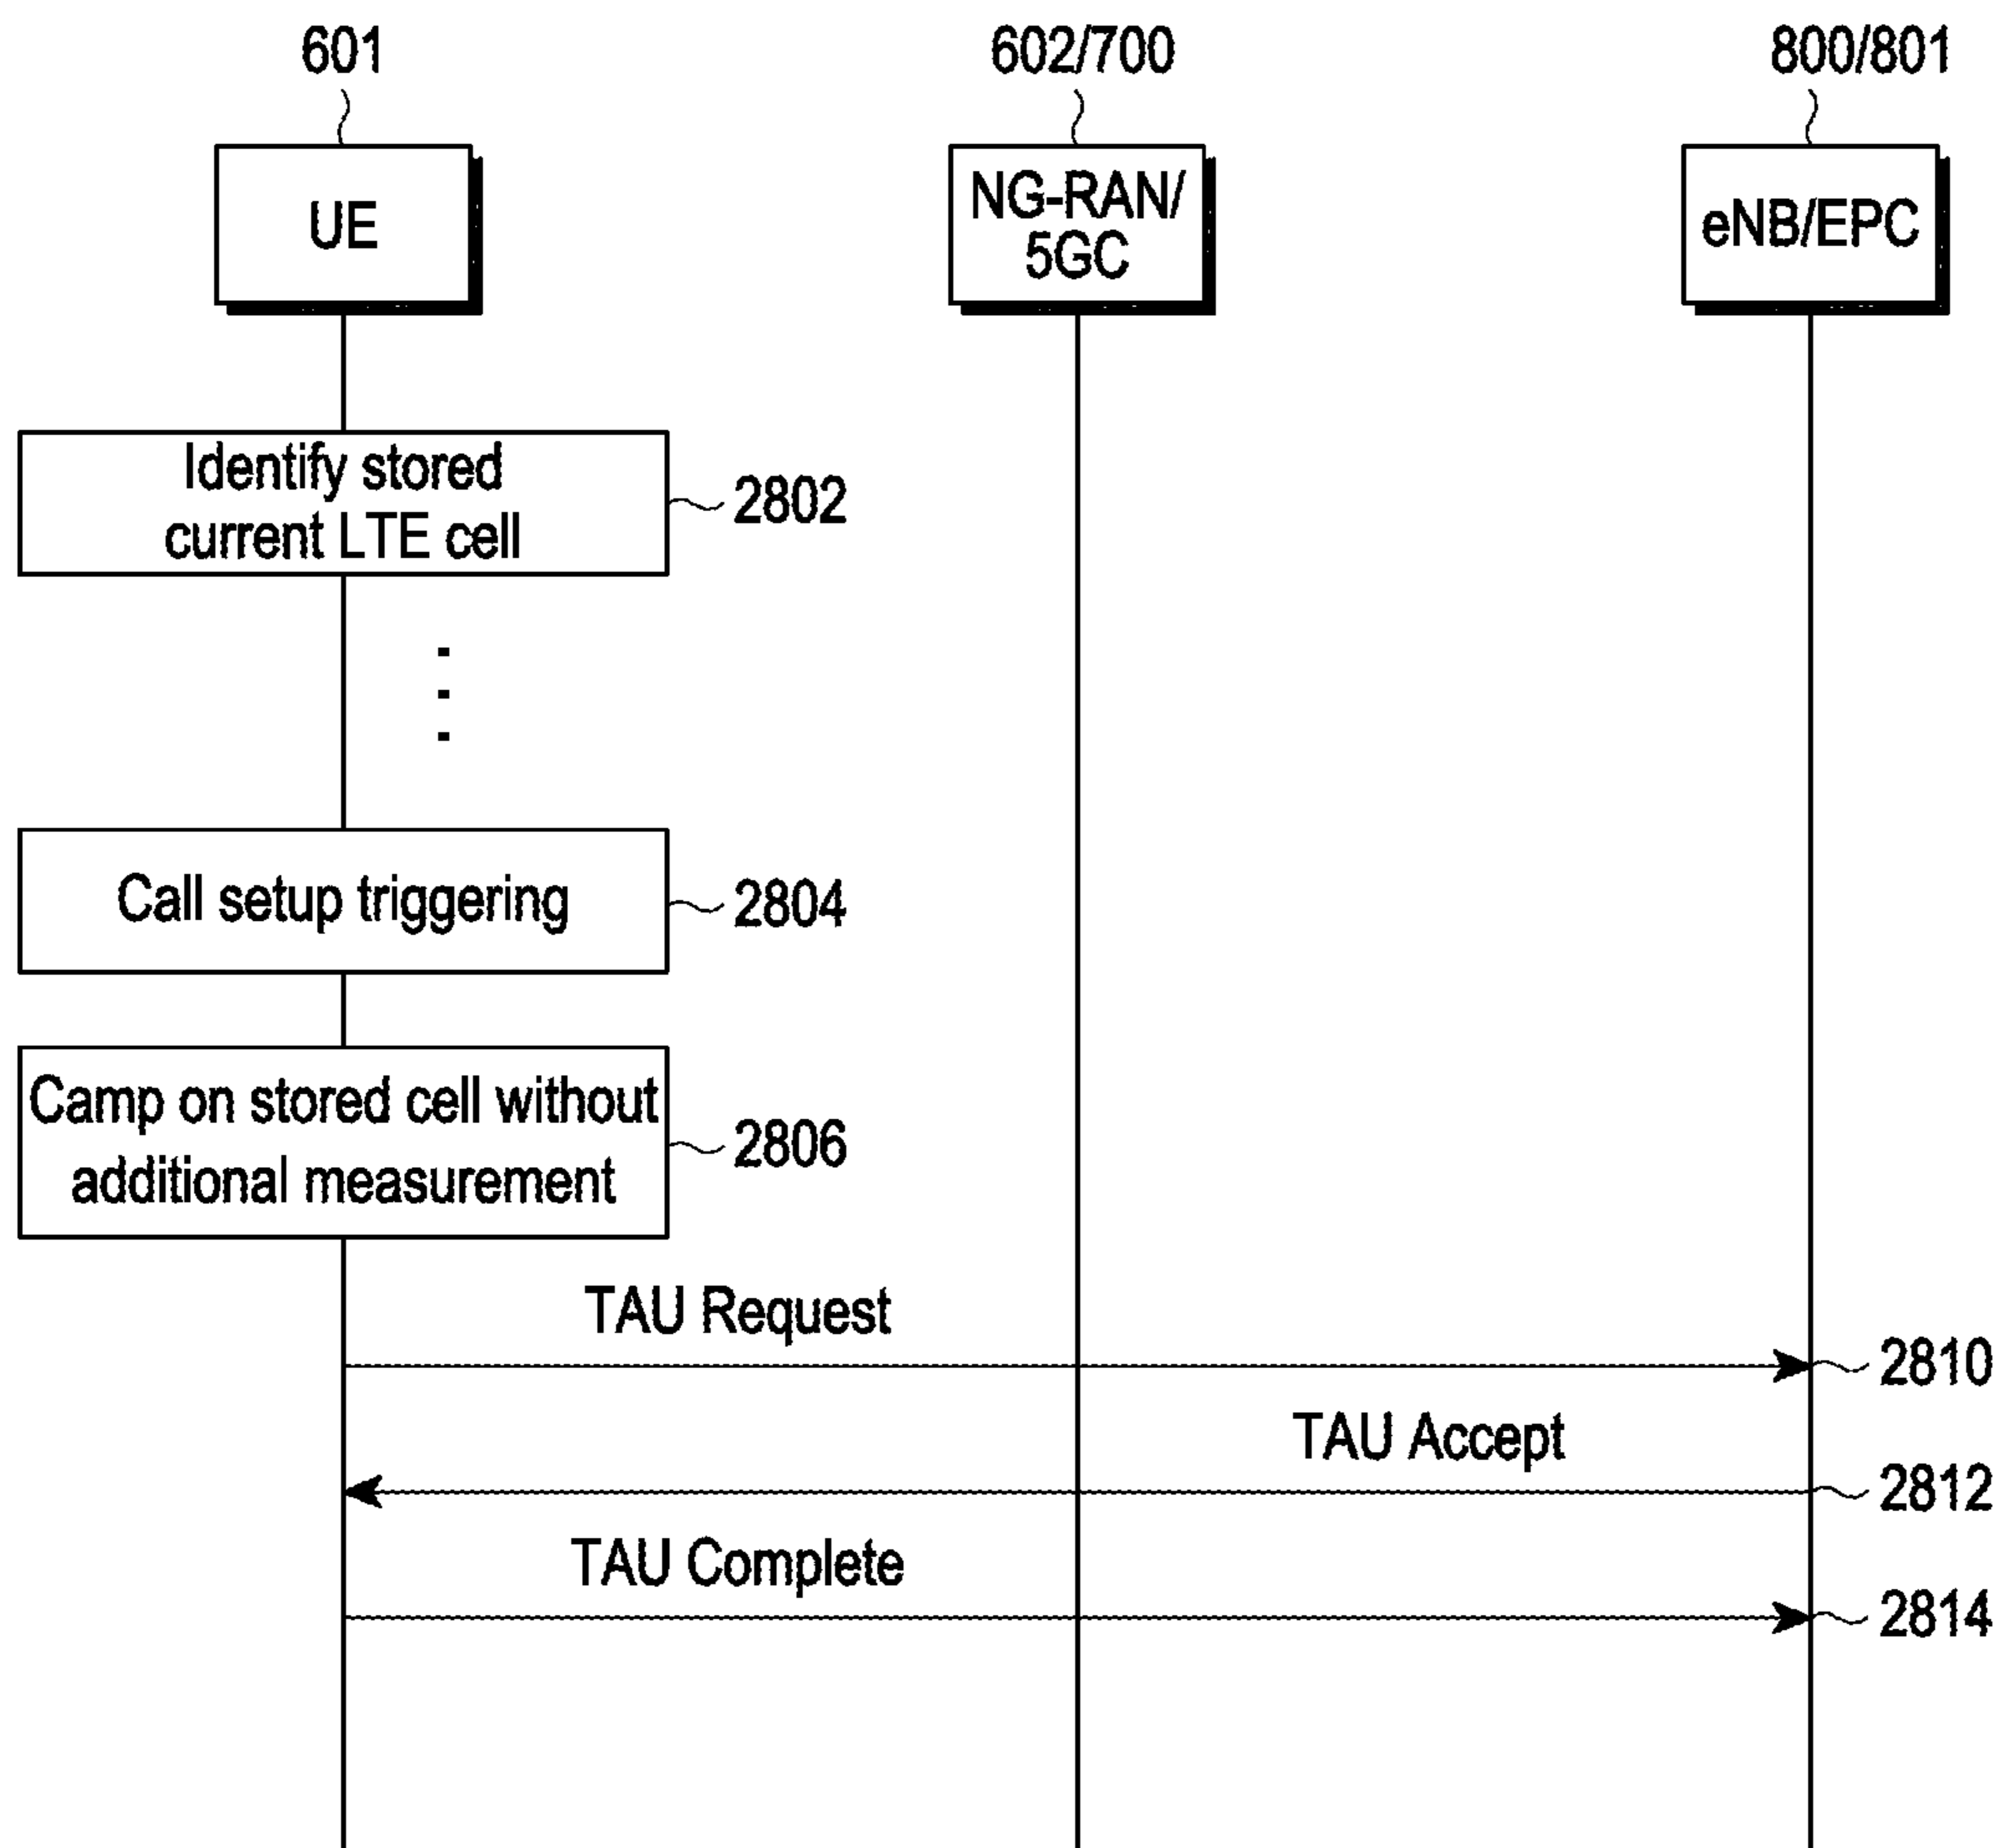 601
602/700
800/801
UE
NG-RAN/
5GC
eNB/EPC
Identify stored
current LTE cell
2802
Call setup triggering
2804
Camp on stored cell without
additional measurement
2806
TAU Request
2810
TAU Accept
2812
TAU Complete
2814